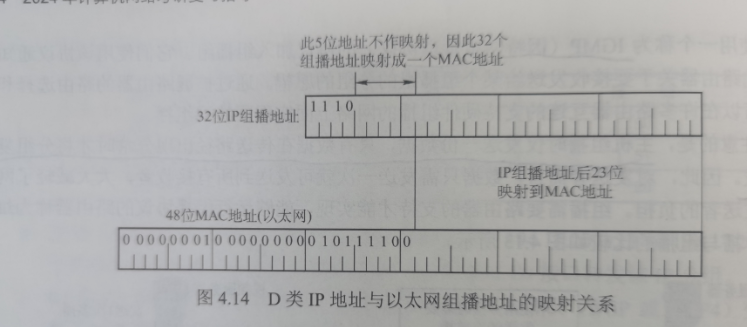 此5位地址不作映射，因此32个
组播地址映射成一个MAC地址
1 1 1 0
32位IP组播地址
IP组播地址后23位
映射到MAC地址
48位MAC地址(以太网)
0 0 0 0 0 0 0 1 0 0 0 0 0 0 0 0 0 1 0 1 1 1 1 0 0
图 4.14 D 类 IP 地址与以太网组播地址的映射关系